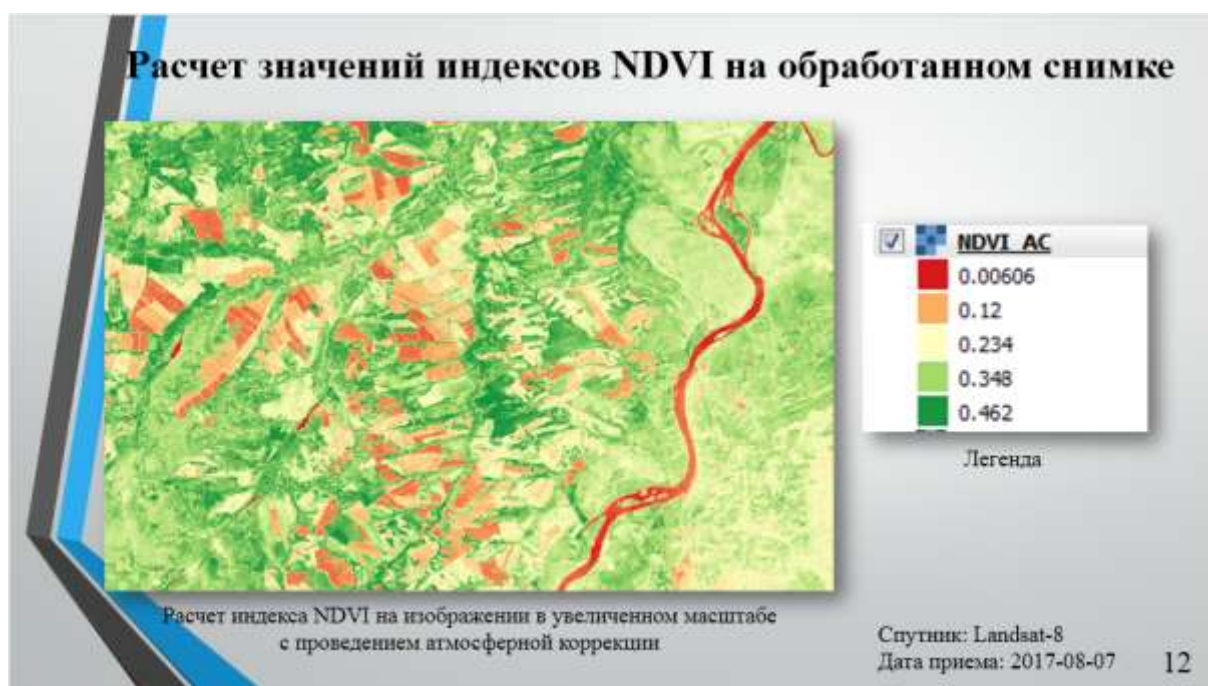 Расчет значений индексов NDVI на обработанном снимке
NDVI_AC
0.00606
0.12
0.234
0.348
0.462
Легенда
Расчет индекса NDVI на изображении в увеличенном масштабе
с проведением атмосферной коррекции
Спутник: Landsat-8
Дата приема: 2017-08-07
12